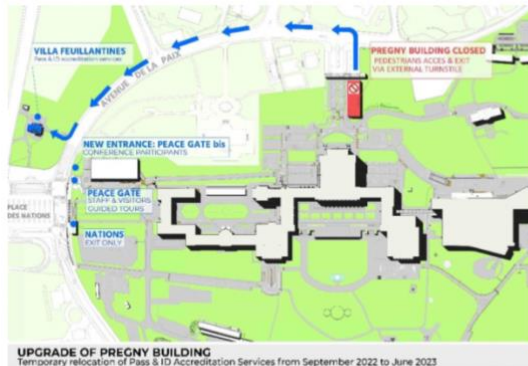 VILLA FEUILLANTINES
Pass & ID accreditation services
AVENUE DE LA PAIX
PREGNY BUILDING CLOSED
PEDESTRIANS ACCES & EXIT
VIA EXTERNAL TURNSTILE
NEW ENTRANCE: PEACE GATE bis
CONFERENCE PARTICIPANTS
PEACE GATE
STAFF & VISITORS
GUIDED TOURS
PLACE
DES NATIONS
NATIONS
EXIT ONLY
UPGRADE OF PREGNY BUILDING
Temporary relocation of Pass & ID Accreditation Services from September 2022 to June 2023